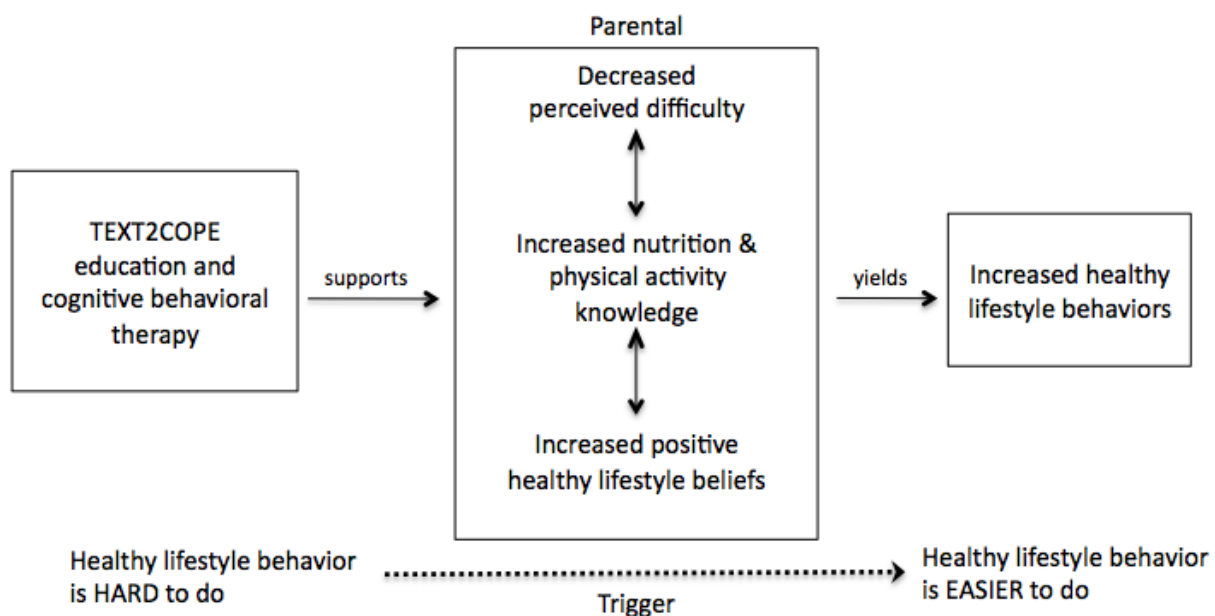 Parental
Decreased
perceived difficulty
TEXT2COPE
education and
cognitive behavioral
therapy
supports
Increased nutrition &
physical activity
knowledge
yields
Increased healthy
lifestyle behaviors
Increased positive
healthy lifestyle beliefs
Healthy lifestyle behavior
is HARD to do
Trigger
Healthy lifestyle behavior
is EASIER to do